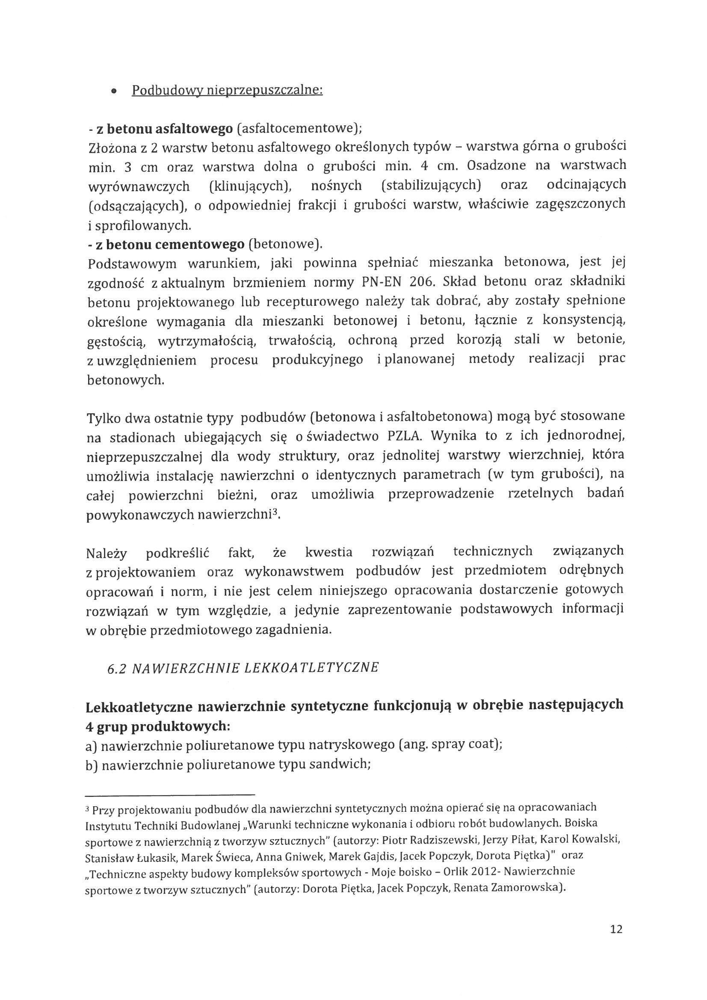 • Podbudowy nieprzepuszczalne:
- z betonu asfaltowego (asfaltocementowe);
Złożona z 2 warstw betonu asfaltowego określonych typów – warstwa górna o grubości
min. 3 cm oraz warstwa dolna o grubości min. 4 cm. Osadzone na warstwach
wyrównawczych (klinujących), nośnych (stabilizujących) oraz odcinających
(odsączających), o odpowiedniej frakcji i grubości warstw, właściwie zagęszczonych
i sprofilowanych.
- z betonu cementowego (betonowe).
Podstawowym warunkiem, jaki powinna spełniać mieszanka betonowa, jest jej
zgodność z aktualnym brzmieniem normy PN-EN 206. Skład betonu oraz składniki
betonu projektowanego lub recepturowego należy tak dobrać, aby zostały spełnione
określone wymagania dla mieszanki betonowej i betonu, łącznie z konsystencją,
gęstością, wytrzymałością, trwałością, ochroną przed korozją stali w betonie,
z uwzględnieniem procesu produkcyjnego i planowanej metody realizacji prac
betonowych.
Tylko dwa ostatnie typy podbudów (betonowa i asfaltobetonowa) mogą być stosowane
na stadionach ubiegających się o świadectwo PZLA. Wynika to z ich jednorodnej,
nieprzepuszczalnej dla wody struktury, oraz jednolitej warstwy wierzchniej, która
umożliwia instalację nawierzchni o identycznych parametrach (w tym grubości), na
całej powierzchni bieżni, oraz umożliwia przeprowadzenie rzetelnych badań
powykonawczych nawierzchni³.
Należy podkreślić fakt, że kwestia rozwiązań technicznych związanych
z projektowaniem oraz wykonawstwem podbudów jest przedmiotem odrębnych
opracowań i norm, i nie jest celem niniejszego opracowania dostarczenie gotowych
rozwiązań w tym względzie, a jedynie zaprezentowanie podstawowych informacji
w obrębie przedmiotowego zagadnienia.
6.2 NAWIERZCHNIE LEKKOATLETYCZNE
Lekkoatletyczne nawierzchnie syntetyczne funkcjonują w obrębie następujących
4 grup produktowych:
a) nawierzchnie poliuretanowe typu natryskowego (ang. spray coat);
b) nawierzchnie poliuretanowe typu sandwich;
³ Przy projektowaniu podbudów dla nawierzchni syntetycznych można opierać się na opracowaniach
Instytutu Techniki Budowlanej „Warunki techniczne wykonania i odbioru robót budowlanych. Boiska
sportowe z nawierzchnią z tworzyw sztucznych" (autorzy: Piotr Radziszewski, Jerzy Piłat, Karol Kowalski,
Stanisław Łukasik, Marek Świeca, Anna Gniwek, Marek Gajdis, Jacek Popczyk, Dorota Piętka)" oraz
„Techniczne aspekty budowy kompleksów sportowych - Moje boisko – Orlik 2012- Nawierzchnie
sportowe z tworzyw sztucznych" (autorzy: Dorota Piętka, Jacek Popczyk, Renata Zamorowska).
12